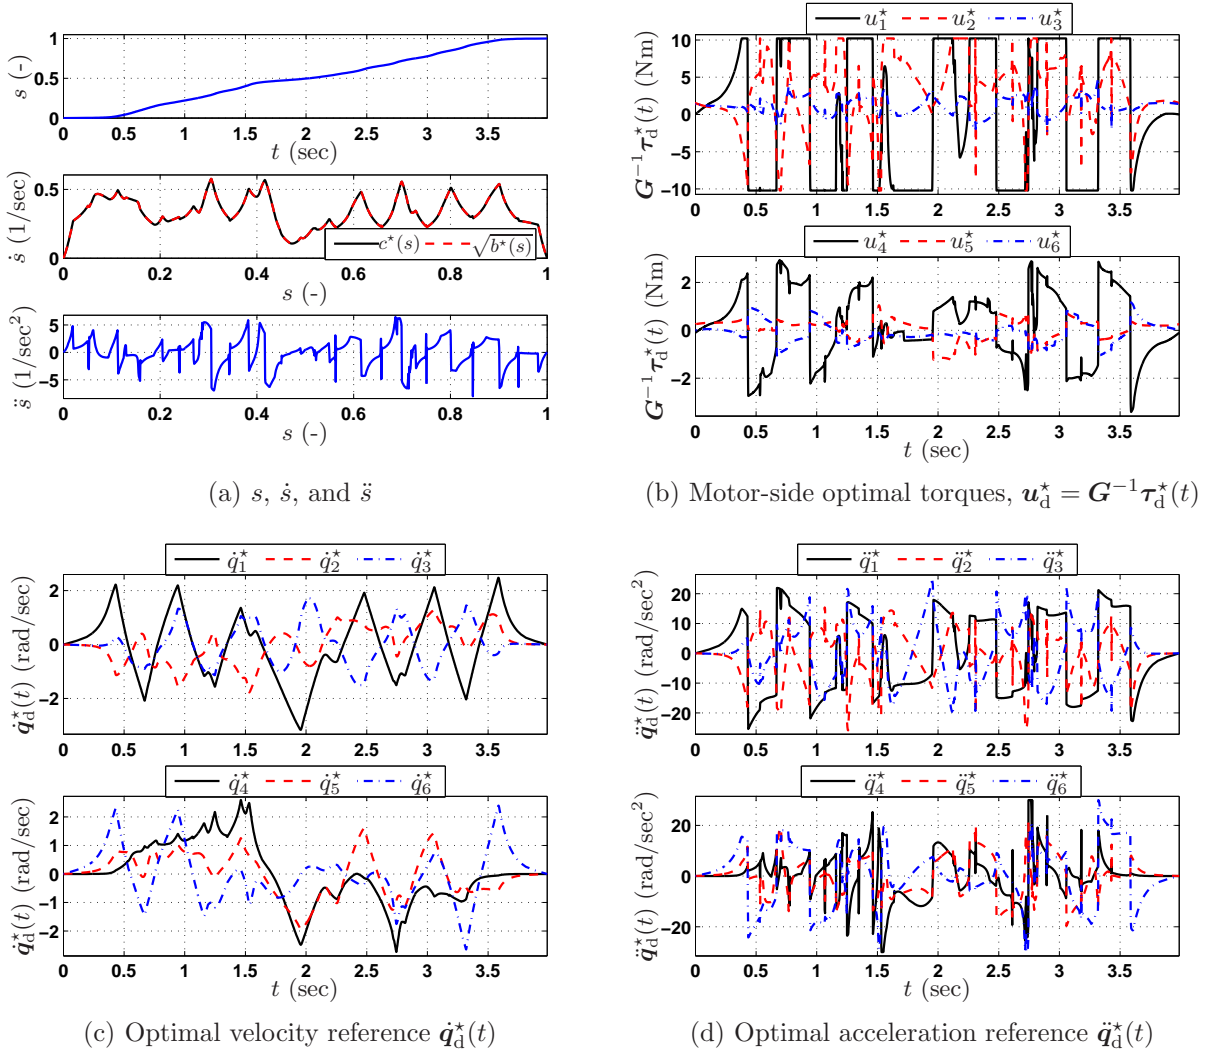 1
0.5
0
s (-)
0 0.5 1 1.5 2 2.5 3 3.5
t (sec)
0.5
0
ṡ (1/sec)
c⋆(s) √b⋆(s)
0 0.2 0.4 0.6 0.8 1
s (-)
5
0
−5
s̈ (1/sec²)
0 0.2 0.4 0.6 0.8 1
s (-)
(a) s, ṡ, and s̈
u₁⋆ u₂⋆ u₃⋆
10
5
0
−5
−10
G⁻¹τd⋆(t) (Nm)
0 0.5 1 1.5 2 2.5 3 3.5
u₄⋆ u₅⋆ u₆⋆
2
0
−2
G⁻¹τd⋆(t) (Nm)
0 0.5 1 1.5 2 2.5 3 3.5
t (sec)
(b) Motor-side optimal torques, ud⋆ = G⁻¹τd⋆(t)
q̇₁⋆ q̇₂⋆ q̇₃⋆
2
0
−2
q̇d⋆(t) (rad/sec)
0 0.5 1 1.5 2 2.5 3 3.5
q̇₄⋆ q̇₅⋆ q̇₆⋆
2
1
0
−1
−2
q̇d⋆(t) (rad/sec)
0 0.5 1 1.5 2 2.5 3 3.5
t (sec)
(c) Optimal velocity reference q̇d⋆(t)
q̈₁⋆ q̈₂⋆ q̈₃⋆
20
10
0
−10
−20
q̈d⋆(t) (rad/sec²)
0 0.5 1 1.5 2 2.5 3 3.5
q̈₄⋆ q̈₅⋆ q̈₆⋆
20
0
−20
q̈d⋆(t) (rad/sec²)
0 0.5 1 1.5 2 2.5 3 3.5
t (sec)
(d) Optimal acceleration reference q̈d⋆(t)